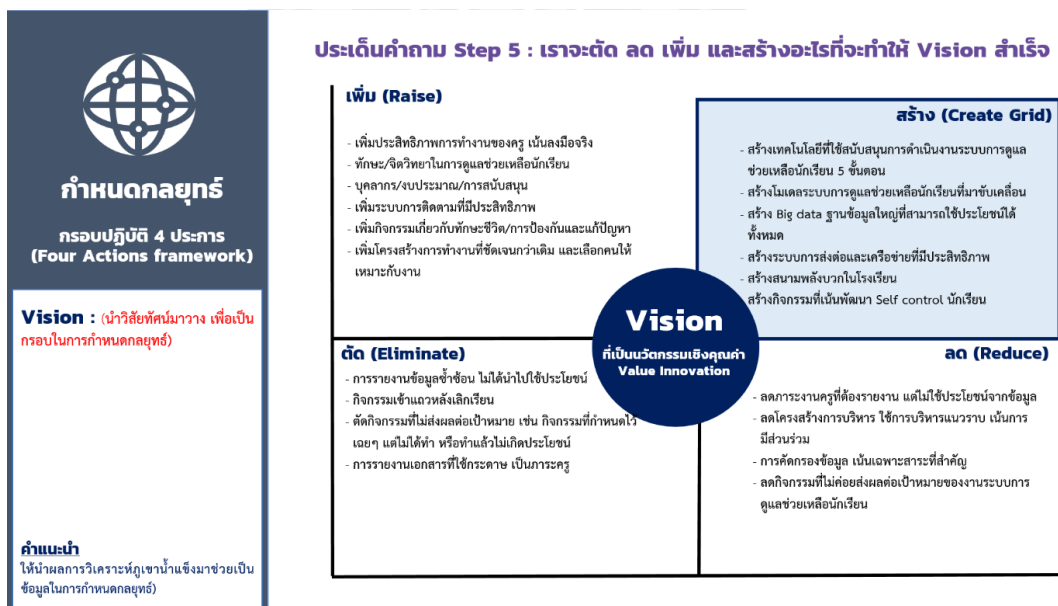 ประเด็นคำถาม Step 5 : เราจะตัด ลด เพิ่ม และสร้างอะไรที่จะทำให้ Vision สำเร็จ
กำหนดกลยุทธ์
กรอบปฏิบัติ 4 ประการ
(Four Actions framework)
Vision : (นำวิสัยทัศน์มาวาง เพื่อเป็น
กรอบในการกำหนดกลยุทธ์)
คำแนะนำ
ให้นำผลการวิเคราะห์ภูเขาน้ำแข็งมาช่วยเป็น
ข้อมูลในการกำหนดกลยุทธ์)
เพิ่ม (Raise)
- เพิ่มประสิทธิภาพการทำงานของครู เน้นลงมือจริง
- ทักษะ/จิตวิทยาในการดูแลช่วยเหลือนักเรียน
- บุคลากร/งบประมาณ/การสนับสนุน
- เพิ่มระบบการติดตามที่มีประสิทธิภาพ
- เพิ่มกิจกรรมเกี่ยวกับทักษะชีวิต/การป้องกันและแก้ปัญหา
- เพิ่มโครงสร้างการทำงานที่ชัดเจนกว่าเดิม และเลือกคนให้
เหมาะกับงาน
สร้าง (Create Grid)
- สร้างเทคโนโลยีที่ใช้สนับสนุนการดำเนินงานระบบการดูแล
ช่วยเหลือนักเรียน 5 ขั้นตอน
- สร้างโมเดลระบบการดูแลช่วยเหลือนักเรียนที่มาขับเคลื่อน
- สร้าง Big data ฐานข้อมูลใหญ่ที่สามารถใช้ประโยชน์ได้
ทั้งหมด
- สร้างระบบการส่งต่อและเครือข่ายที่มีประสิทธิภาพ
- สร้างสนามพลังบวกในโรงเรียน
- สร้างกิจกรรมที่เน้นพัฒนา Self control นักเรียน
Vision
ที่เป็นนวัตกรรมเชิงคุณค่า
Value Innovation
ตัด (Eliminate)
- การรายงานข้อมูลซ้ำซ้อน ไม่ได้นำไปใช้ประโยชน์
- กิจกรรมเข้าแถวหลังเลิกเรียน
- ตัดกิจกรรมที่ไม่ส่งผลต่อเป้าหมาย เช่น กิจกรรมที่กำหนดไว้
เฉยๆ แต่ไม่ได้ทำ หรือทำแล้วไม่เกิดประโยชน์
- การรายงานเอกสารที่ใช้กระดาษ เป็นภาระครู
ลด (Reduce)
- ลดภาระงานครูที่ต้องรายงาน แต่ไม่ใช้ประโยชน์จากข้อมูล
- ลดโครงสร้างการบริหาร ใช้การบริหารแนวราบ เน้นการ
มีส่วนร่วม
- การคัดกรองข้อมูล เน้นเฉพาะสาระที่สำคัญ
- ลดกิจกรรมที่ไม่ค่อยส่งผลต่อเป้าหมายของงานระบบการ
ดูแลช่วยเหลือนักเรียน